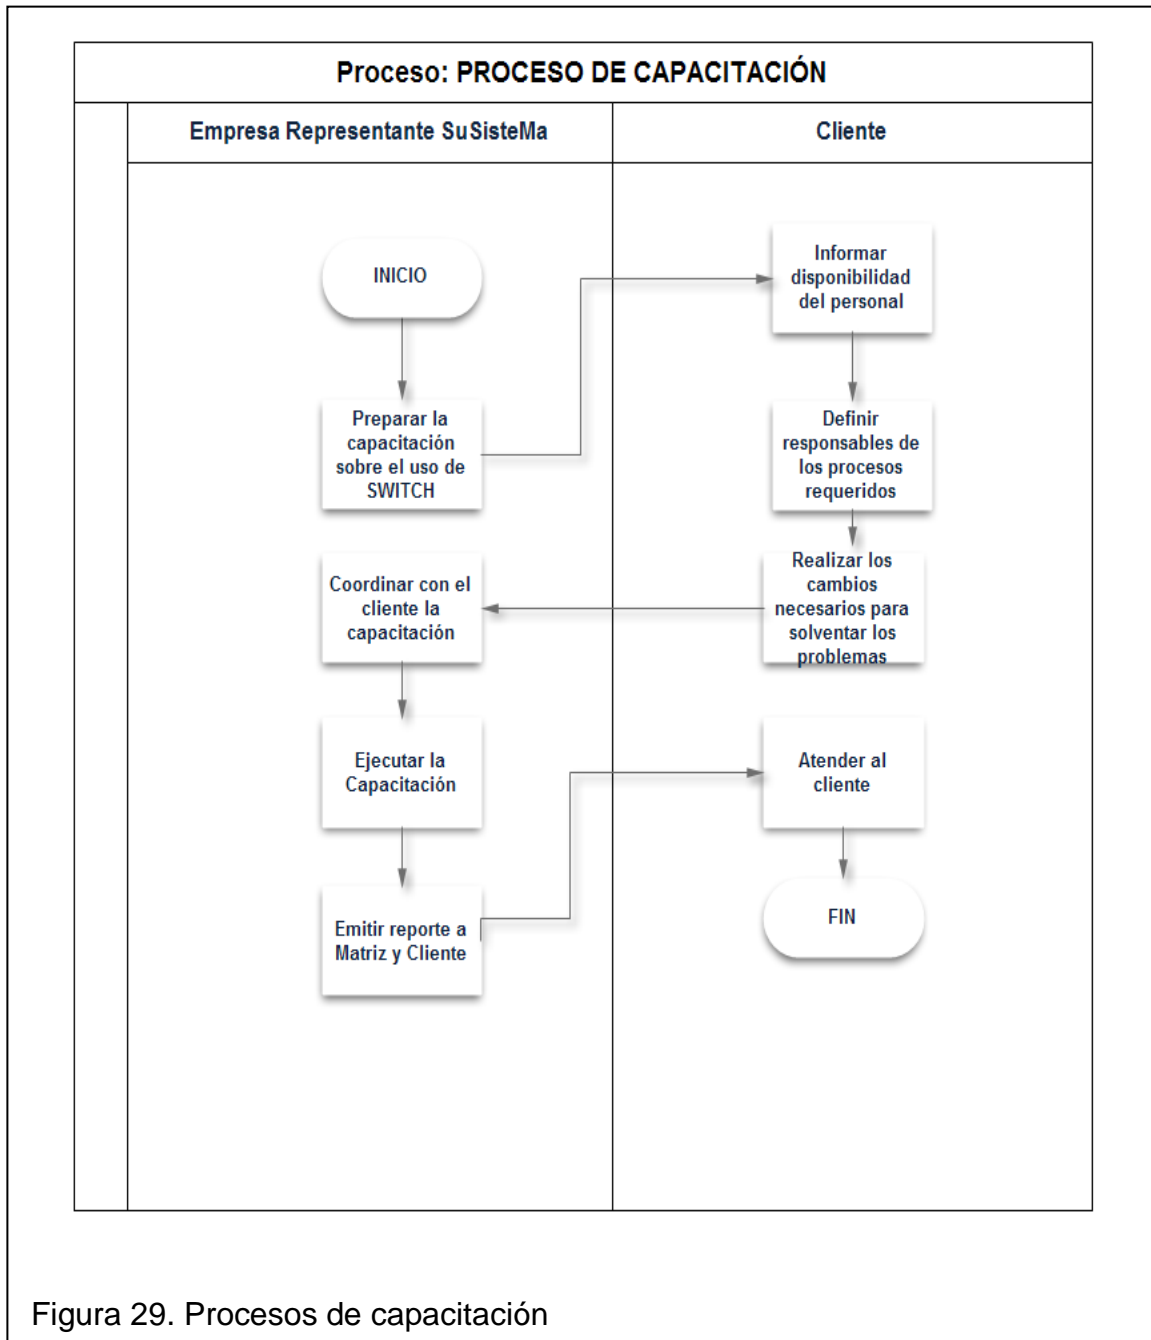 Proceso: PROCESO DE CAPACITACIÓN
Empresa Representante SuSisteMa
Cliente
INICIO
Preparar la
capacitación
sobre el uso de
SWITCH
Informar
disponibilidad
del personal
Definir
responsables de
los procesos
requeridos
Realizar los
cambios
necesarios para
solventar los
problemas
Coordinar con el
cliente la
capacitación
Ejecutar la
Capacitación
Emitir reporte a
Matriz y Cliente
Atender al
cliente
FIN
Figura 29. Procesos de capacitación